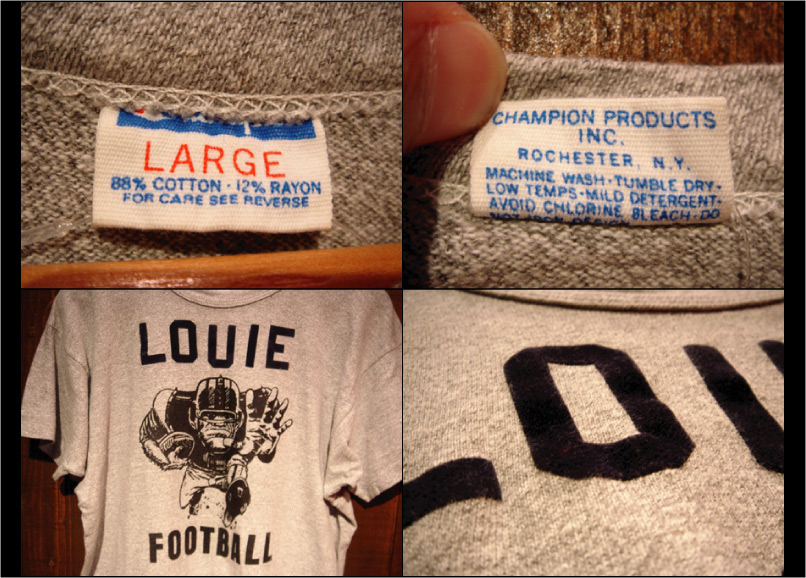 LARGE
88% COTTON · 12% RAYON
FOR CARE SEE REVERSE
CHAMPION PRODUCTS
INC.
ROCHESTER, N.Y.
MACHINE WASH·TUMBLE DRY·
LOW TEMPS·MILD DETERGENT·
AVOID CHLORINE BLEACH·DO
LOUIE
FOOTBALL
LOU